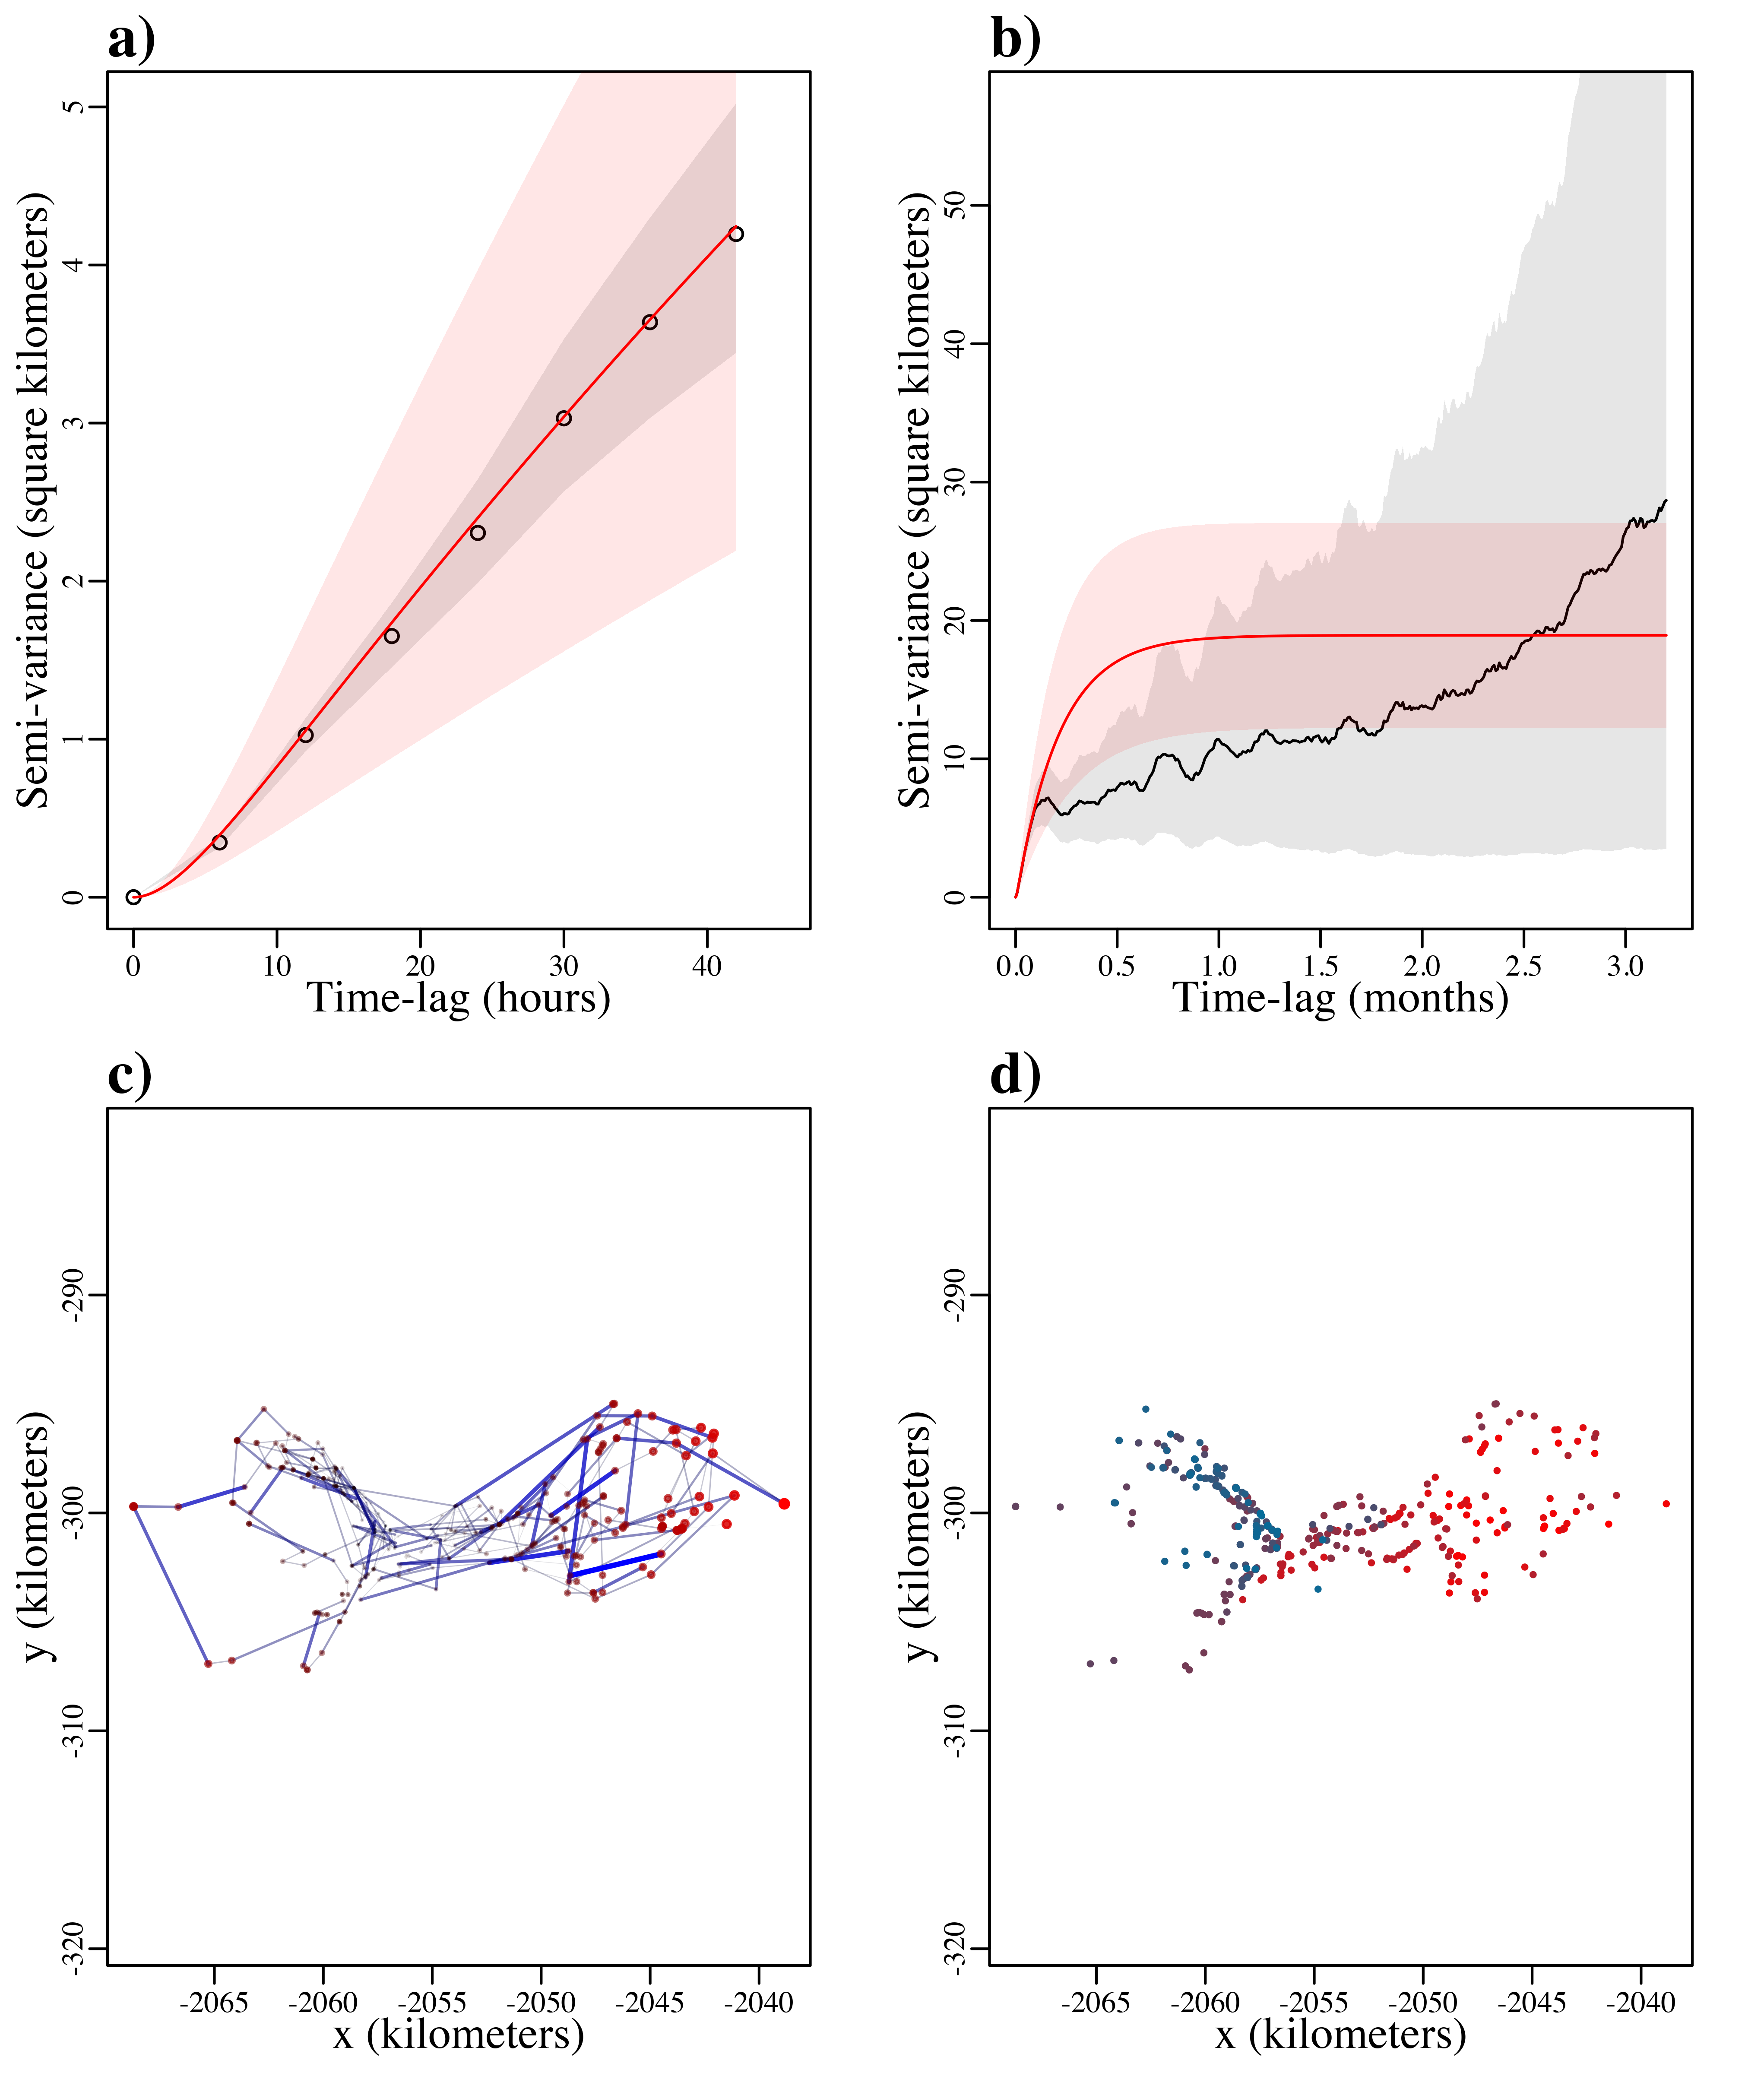 a)
Semi-variance (square kilometers)
5
4
3
2
1
0
0 10 20 30 40
Time-lag (hours)
b)
Semi-variance (square kilometers)
50
40
30
20
10
0
0.0 0.5 1.0 1.5 2.0 2.5 3.0
Time-lag (months)
c)
y (kilometers)
-290
-300
-310
-320
-2065 -2060 -2055 -2050 -2045 -2040
x (kilometers)
d)
y (kilometers)
-290
-300
-310
-320
-2065 -2060 -2055 -2050 -2045 -2040
x (kilometers)